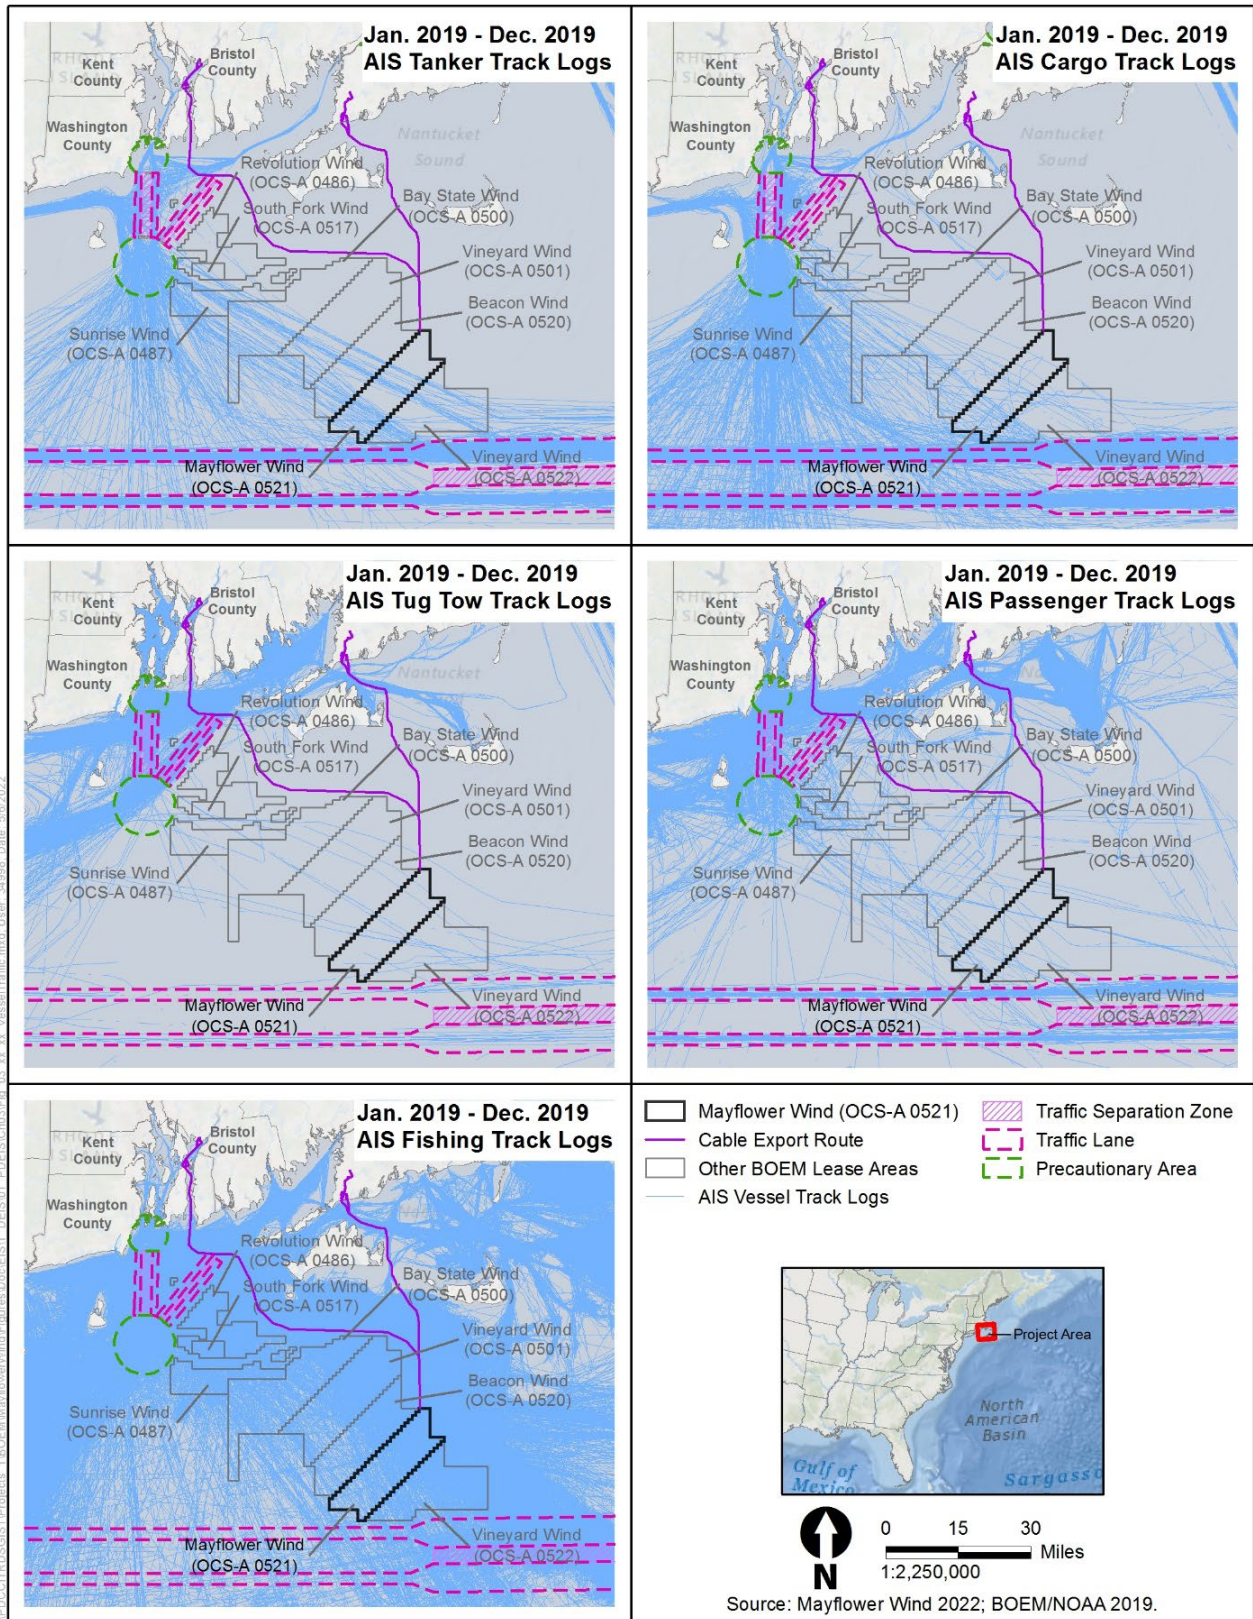 Jan. 2019 - Dec. 2019
AIS Tanker Track Logs
Kent
County
Bristol
County
Washington
County
Nantucket
Sound
Revolution Wind
(OCS-A 0486)
South Fork Wind
(OCS-A 0517)
Bay State Wind
(OCS-A 0500)
Vineyard Wind
(OCS-A 0501)
Beacon Wind
(OCS-A 0520)
Sunrise Wind
(OCS-A 0487)
Mayflower Wind
(OCS-A 0521)
Vineyard Wind
(OCS-A 0522)
Jan. 2019 - Dec. 2019
AIS Cargo Track Logs
Kent
County
Bristol
County
Washington
County
Nantucket
Sound
Revolution Wind
(OCS-A 0486)
South Fork Wind
(OCS-A 0517)
Bay State Wind
(OCS-A 0500)
Vineyard Wind
(OCS-A 0501)
Beacon Wind
(OCS-A 0520)
Sunrise Wind
(OCS-A 0487)
Mayflower Wind
(OCS-A 0521)
Vineyard Wind
(OCS-A 0522)
Jan. 2019 - Dec. 2019
AIS Tug Tow Track Logs
Kent
County
Bristol
County
Washington
County
Nantucket
Revolution Wind
(OCS-A 0486)
South Fork Wind
(OCS-A 0517)
Bay State Wind
(OCS-A 0500)
Vineyard Wind
(OCS-A 0501)
Beacon Wind
(OCS-A 0520)
Sunrise Wind
(OCS-A 0487)
Mayflower Wind
(OCS-A 0521)
Vineyard Wind
(OCS-A 0522)
Jan. 2019 - Dec. 2019
AIS Passenger Track Logs
Kent
County
Bristol
County
Washington
County
Revolution Wind
(OCS-A 0486)
South Fork Wind
(OCS-A 0517)
Bay State Wind
(OCS-A 0500)
Vineyard Wind
(OCS-A 0501)
Beacon Wind
(OCS-A 0520)
Sunrise Wind
(OCS-A 0487)
Mayflower Wind
(OCS-A 0521)
Vineyard Wind
(OCS-A 0522)
Jan. 2019 - Dec. 2019
AIS Fishing Track Logs
Kent
County
Bristol
County
Washington
County
Revolution Wind
(OCS-A 0486)
South Fork Wind
(OCS-A 0517)
Bay State Wind
(OCS-A 0500)
Vineyard Wind
(OCS-A 0501)
Beacon Wind
(OCS-A 0520)
Sunrise Wind
(OCS-A 0487)
Mayflower Wind
(OCS-A 0521)
Vineyard Wind
(OCS-A 0522)
Mayflower Wind (OCS-A 0521)
Cable Export Route
Other BOEM Lease Areas
AIS Vessel Track Logs
Traffic Separation Zone
Traffic Lane
Precautionary Area
Project Area
North
American
Basin
Gulf of
Mexico
Sargasso
N
0 15 30
Miles
1:2,250,000
Source: Mayflower Wind 2022; BOEM/NOAA 2019.